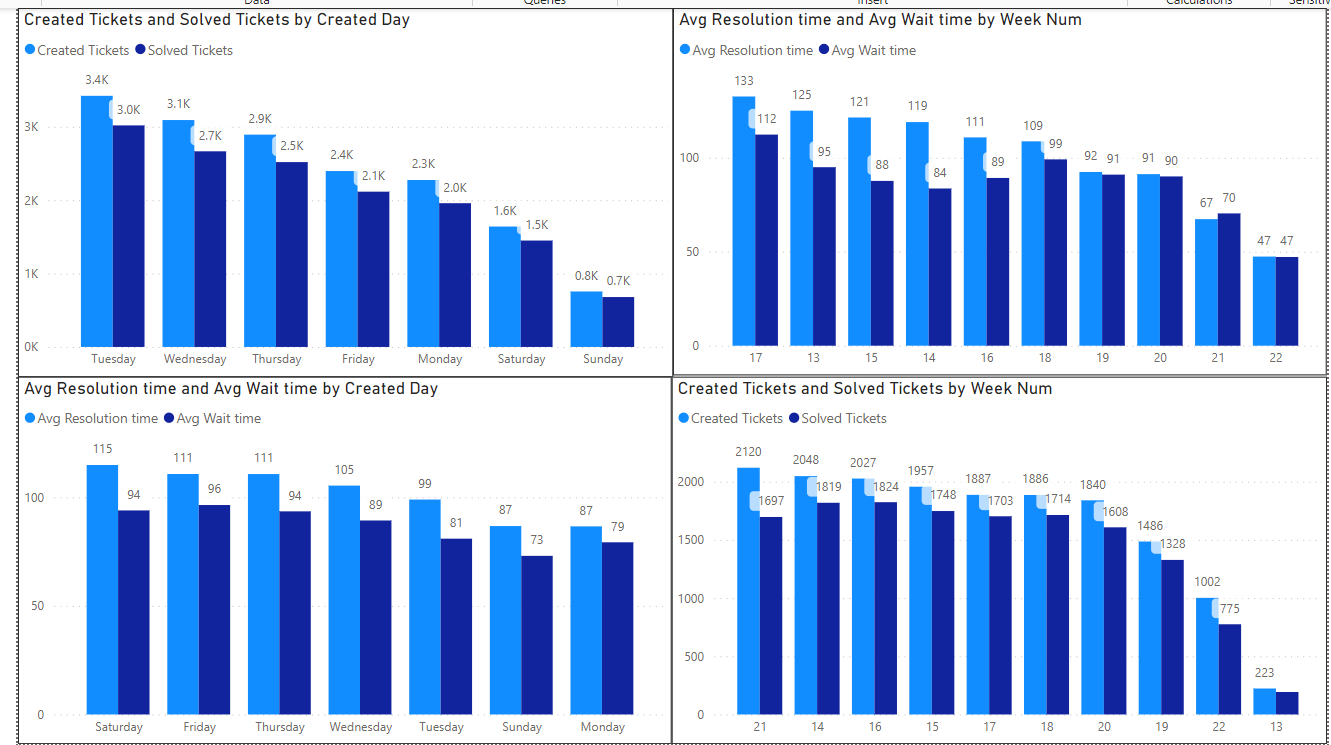 Data Queries Insert Calculations
Created Tickets and Solved Tickets by Created Day
Created Tickets Solved Tickets
3.4K 3.0K 3.1K 2.7K 2.9K 2.5K 2.4K 2.1K 2.3K 2.0K 1.6K 1.5K 0.8K 0.7K
3K
2K
1K
0K
Tuesday Wednesday Thursday Friday Monday Saturday Sunday
Avg Resolution time and Avg Wait time by Week Num
Avg Resolution time Avg Wait time
133 112 125 95 121 88 119 84 111 89 109 99 92 91 91 90 67 70 47 47
100
50
0
17 13 15 14 16 18 19 20 21 22
Avg Resolution time and Avg Wait time by Created Day
Avg Resolution time Avg Wait time
115 94 111 96 111 94 105 89 99 81 87 73 87 79
100
50
0
Saturday Friday Thursday Wednesday Tuesday Sunday Monday
Created Tickets and Solved Tickets by Week Num
Created Tickets Solved Tickets
2120 1697 2048 1819 2027 1824 1957 1748 1887 1703 1886 1714 1840 1608 1486 1328 1002 775 223
2000
1500
1000
500
0
21 14 16 15 17 18 20 19 22 13